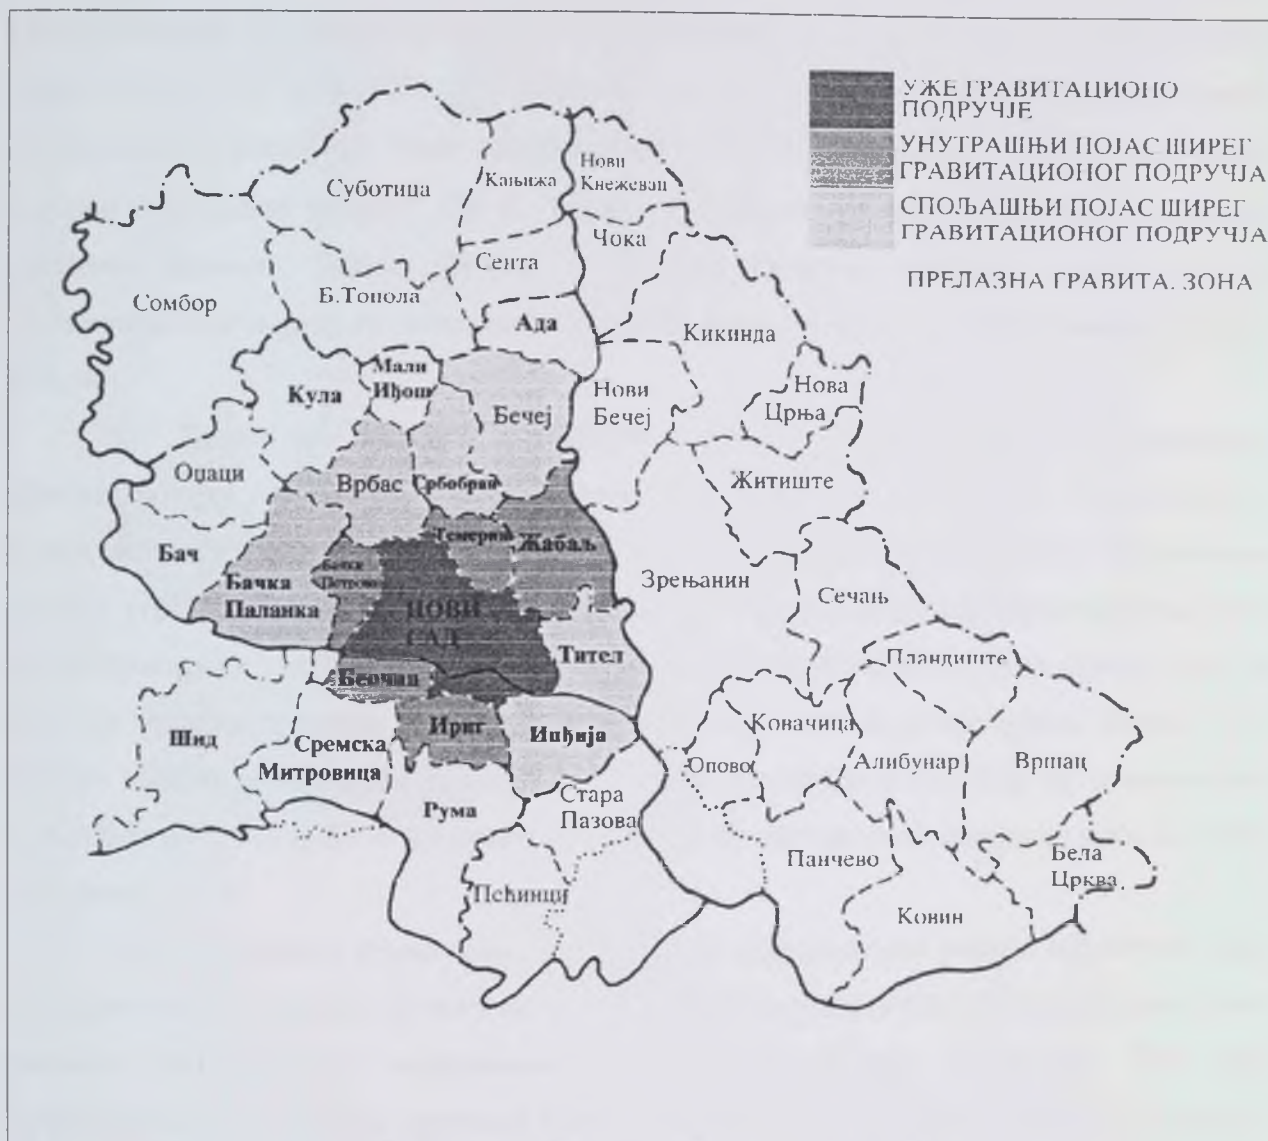 УЖЕ ГРАВИТАЦИОНО
ПОДРУЧЈЕ
УНУТРАШЊИ ПОЈАС ШИРЕГ
ГРАВИТАЦИОНОГ ПОДРУЧЈА
СПОЉАШЊИ ПОЈАС ШИРЕГ
ГРАВИТАЦИОНОГ ПОДРУЧЈА
ПРЕЛАЗНА ГРАВИТА. ЗОНА
Суботица
Кањижа
Нови
Кнежевац
Чока
Сента
Б.Топола
Сомбор
Ада
Кикинда
Мали
Иђош
Кула
Бечеј
Нови
Бечеј
Нова
Црња
Оџаци
Врбас
Србобран
Житиште
Бач
Темерин
Жабаљ
Бачки
Петровац
Бачка
Паланка
Зрењанин
Сечањ
НОВИ
САД
Тител
Пландиште
Беочин
Шид
Сремска
Митровица
Ириг
Инђија
Ковачица
Опово
Алибунар
Вршац
Рума
Стара
Пазова
Панчево
Бела
Црква
Пећинци
Ковин